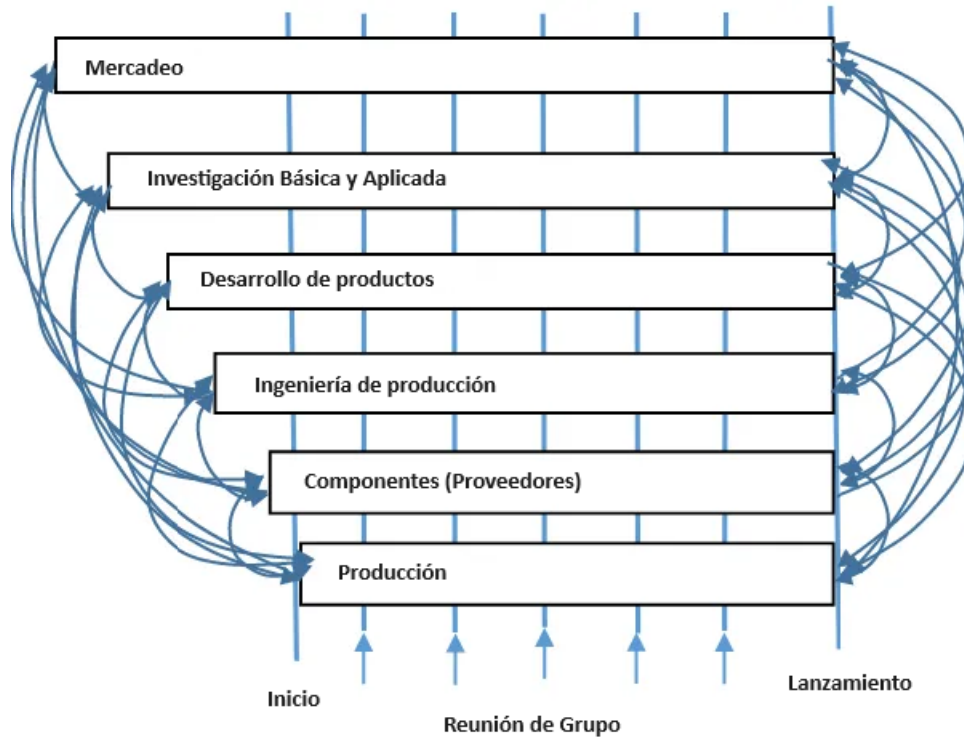 Mercadeo
Investigación Básica y Aplicada
Desarrollo de productos
Ingeniería de producción
Componentes (Proveedores)
Producción
Inicio
Lanzamiento
Reunión de Grupo